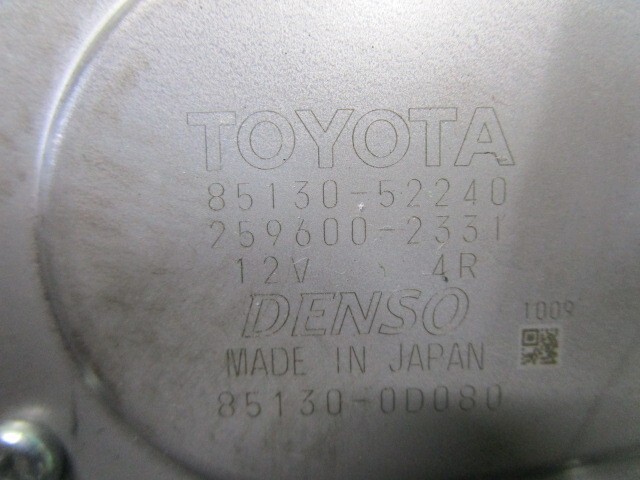 TOYOTA
85130-52240
259600-2331
12V 4R
DENSO
1009
MADE IN JAPAN
85130-0D080